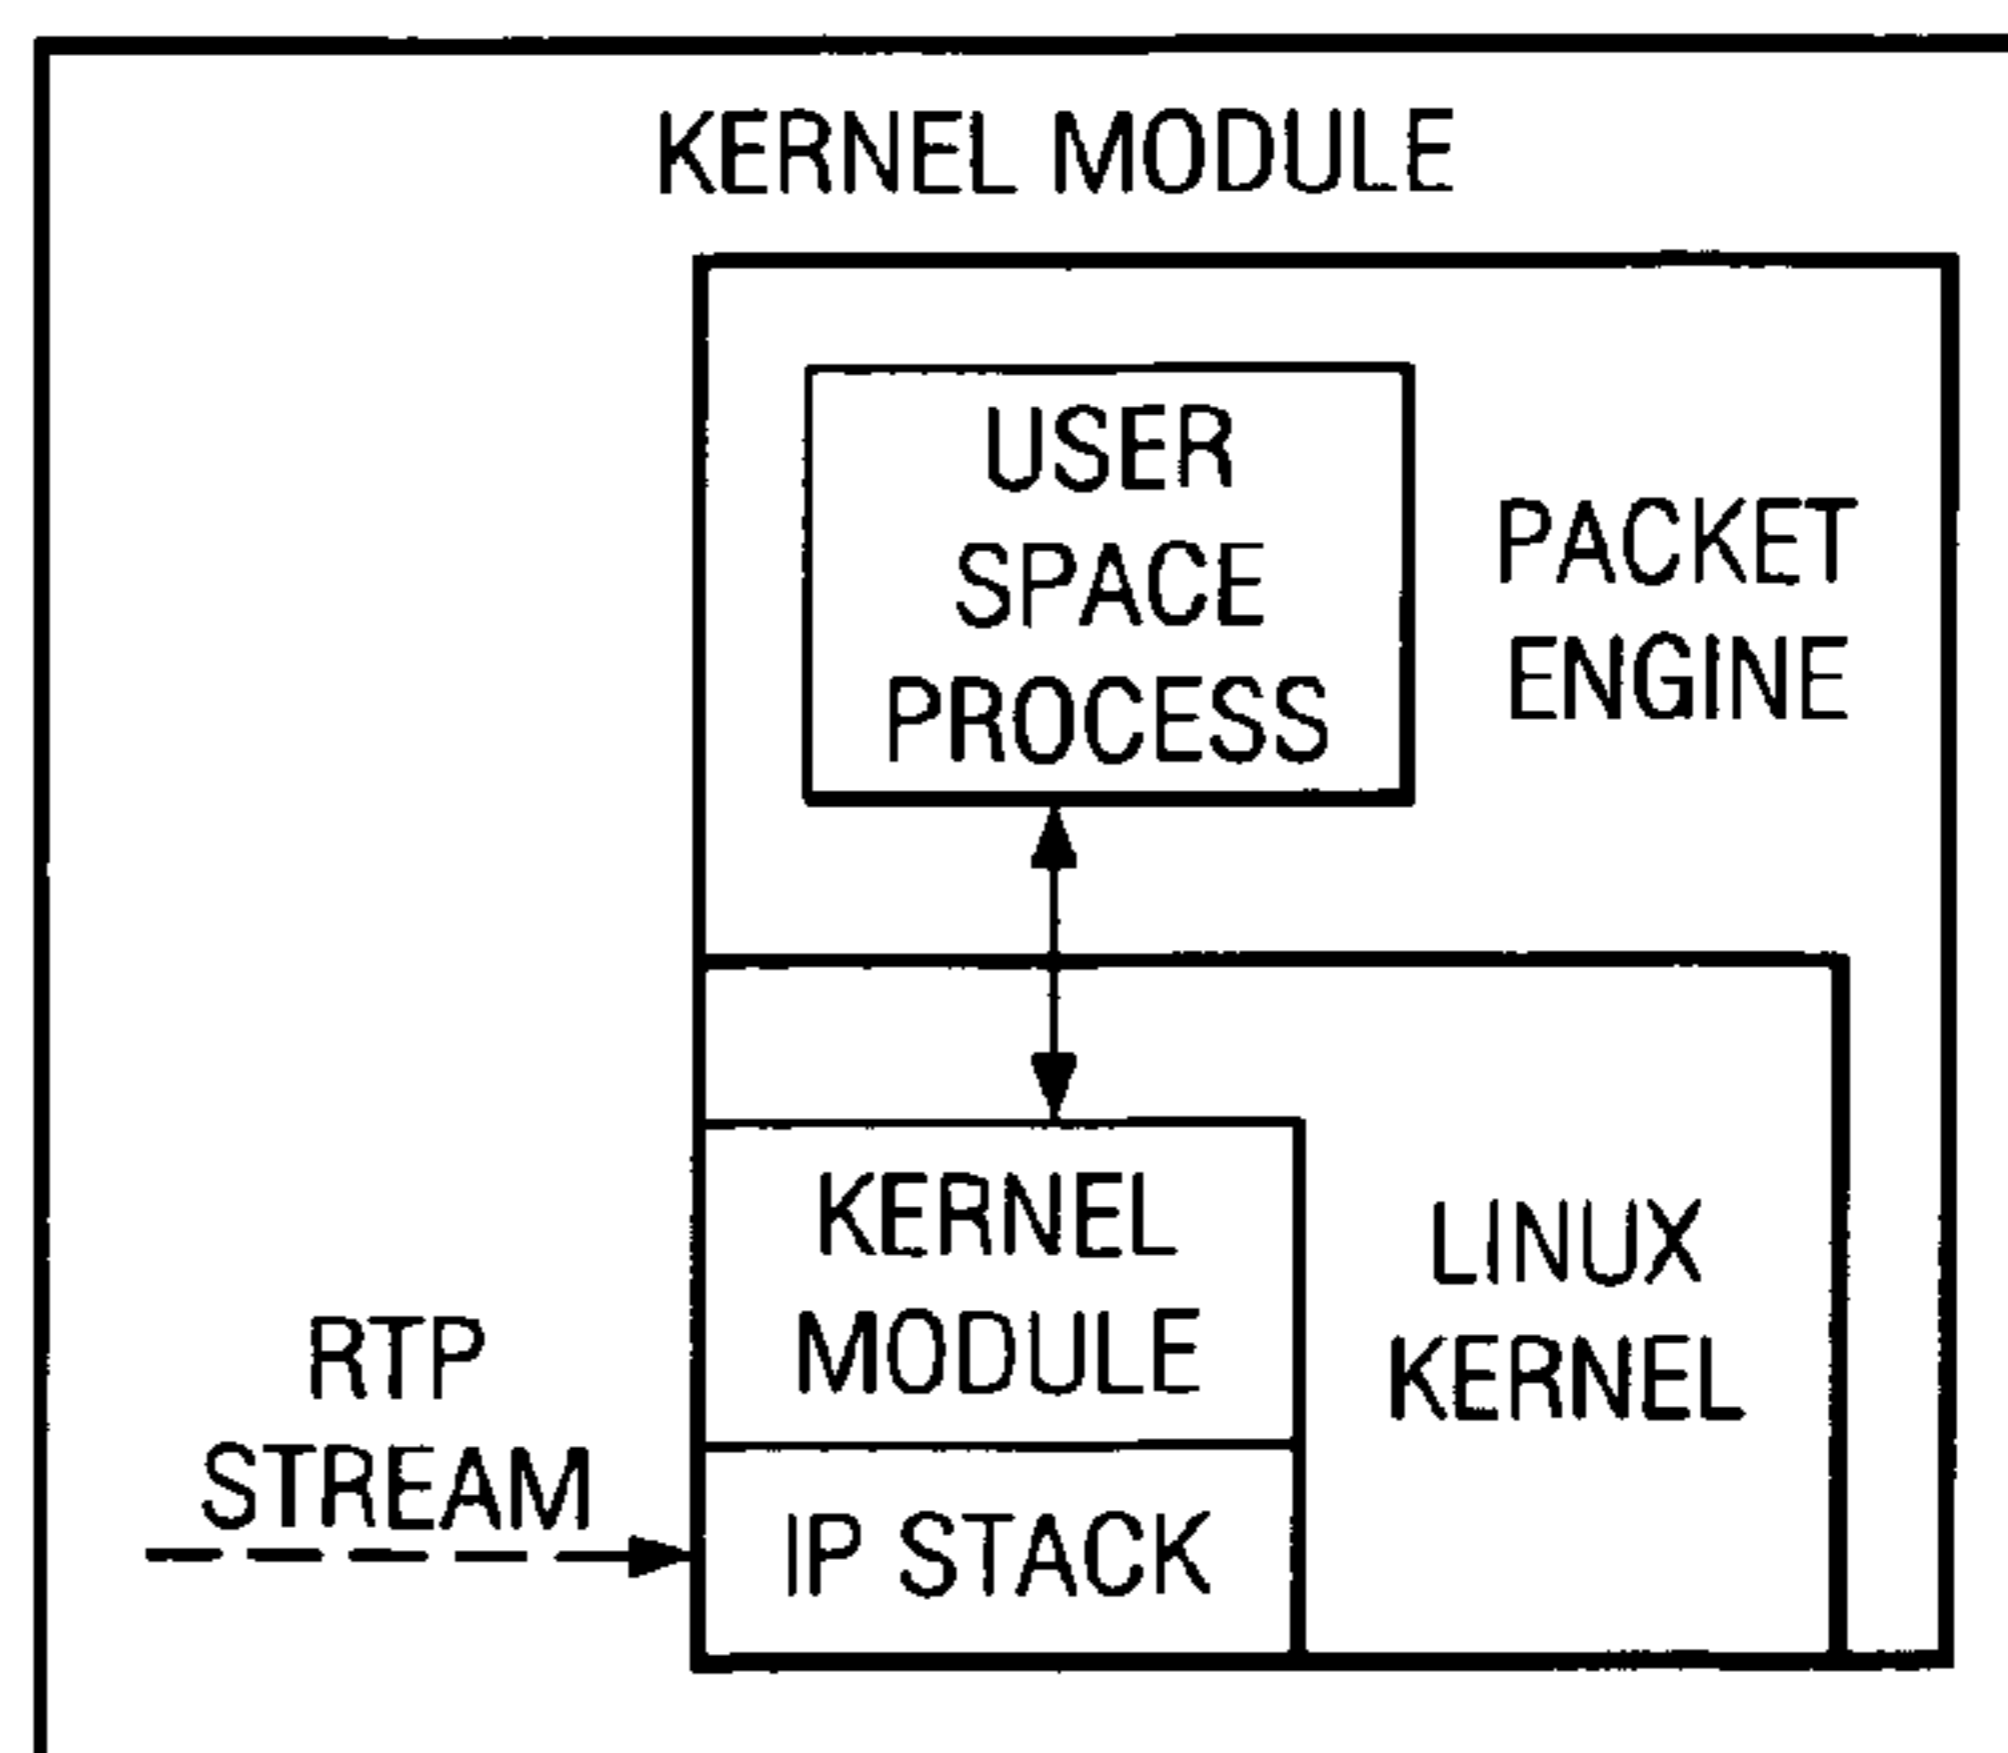 KERNEL MODULE
USER
SPACE
PROCESS
PACKET
ENGINE
KERNEL
MODULE
LINUX
KERNEL
RTP
STREAM
IP STACK